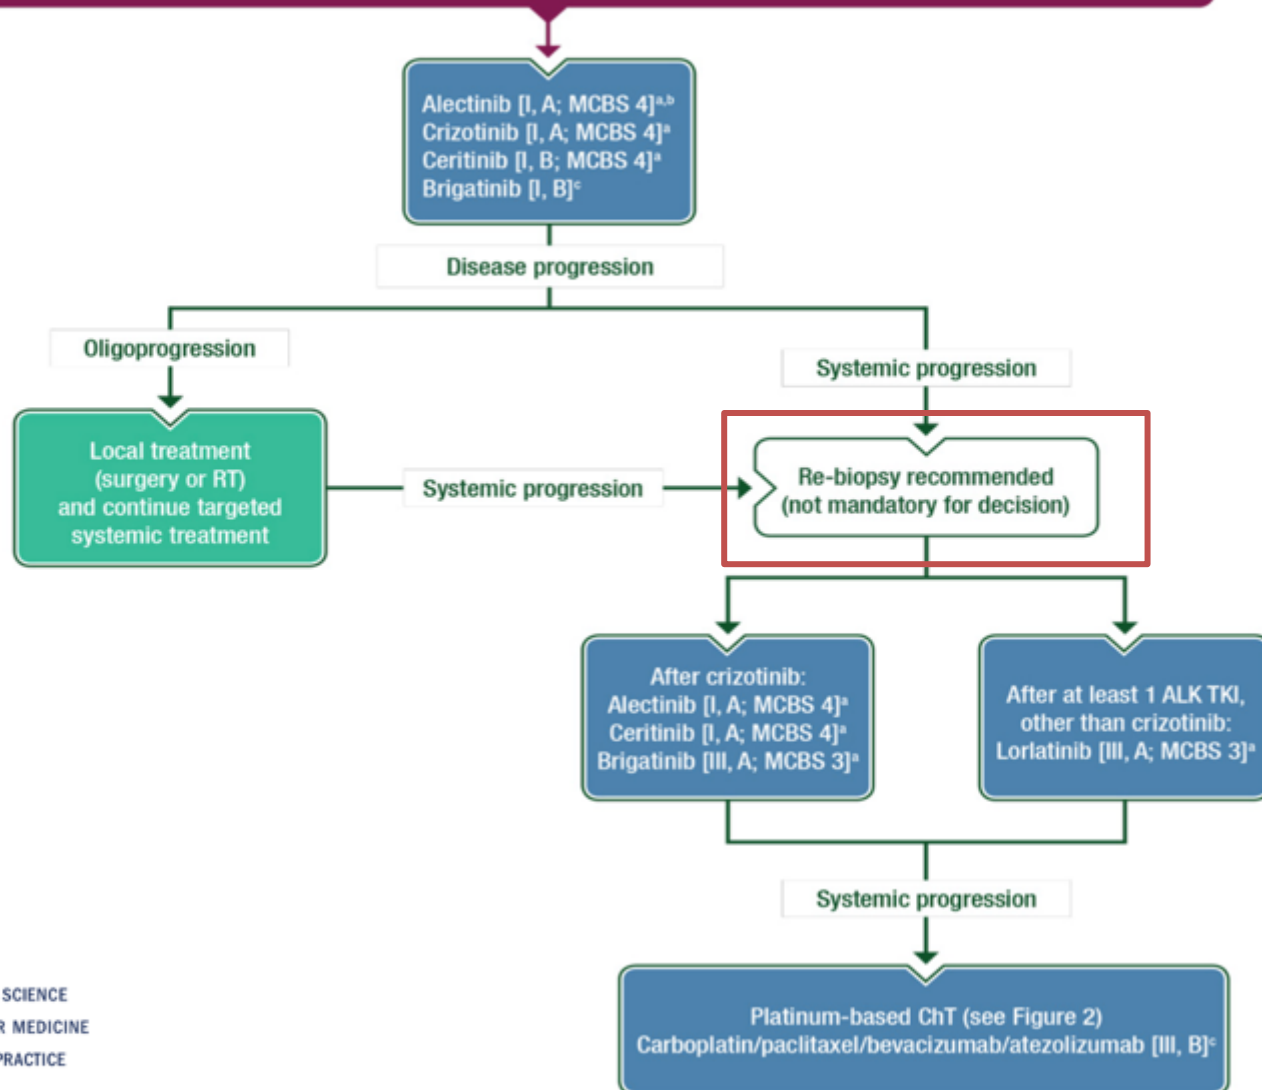 Alectinib [I, A; MCBS 4]ᵃ,ᵇ
Crizotinib [I, A; MCBS 4]ᵃ
Ceritinib [I, B; MCBS 4]ᵃ
Brigatinib [I, B]ᶜ
Disease progression
Oligoprogression
Systemic progression
Local treatment
(surgery or RT)
and continue targeted
systemic treatment
Systemic progression
Re-biopsy recommended
(not mandatory for decision)
After crizotinib:
Alectinib [I, A; MCBS 4]ᵃ
Ceritinib [I, A; MCBS 4]ᵃ
Brigatinib [III, A; MCBS 3]ᵃ
After at least 1 ALK TKI,
other than crizotinib:
Lorlatinib [III, A; MCBS 3]ᵃ
Systemic progression
Platinum-based ChT (see Figure 2)
Carboplatin/paclitaxel/bevacizumab/atezolizumab [III, B]ᶜ
SCIENCE
R MEDICINE
PRACTICE